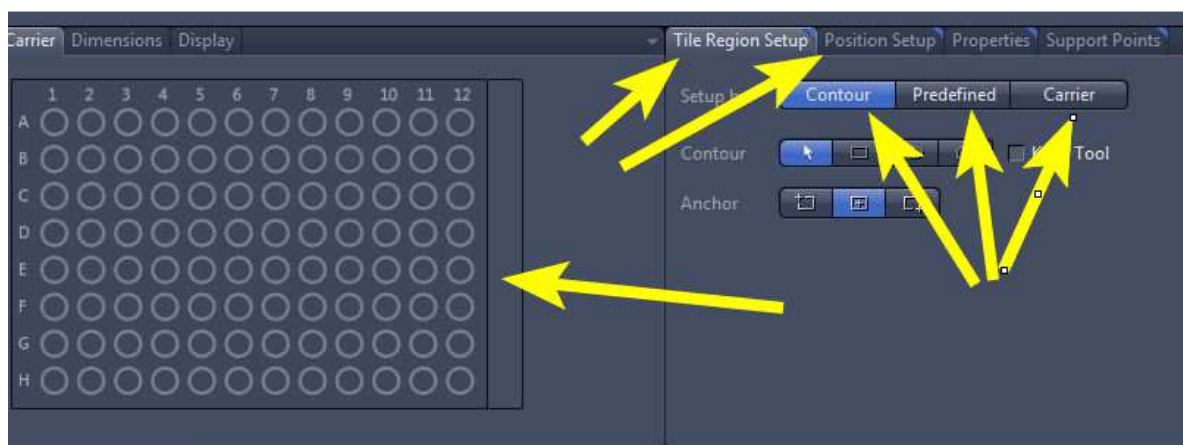 Carrier Dimensions Display
Tile Region Setup Position Setup Properties Support Points
1 2 3 4 5 6 7 8 9 10 11 12
A
B
C
D
E
F
G
H
Setup
Contour Predefined Carrier
Contour
Tool
Anchor